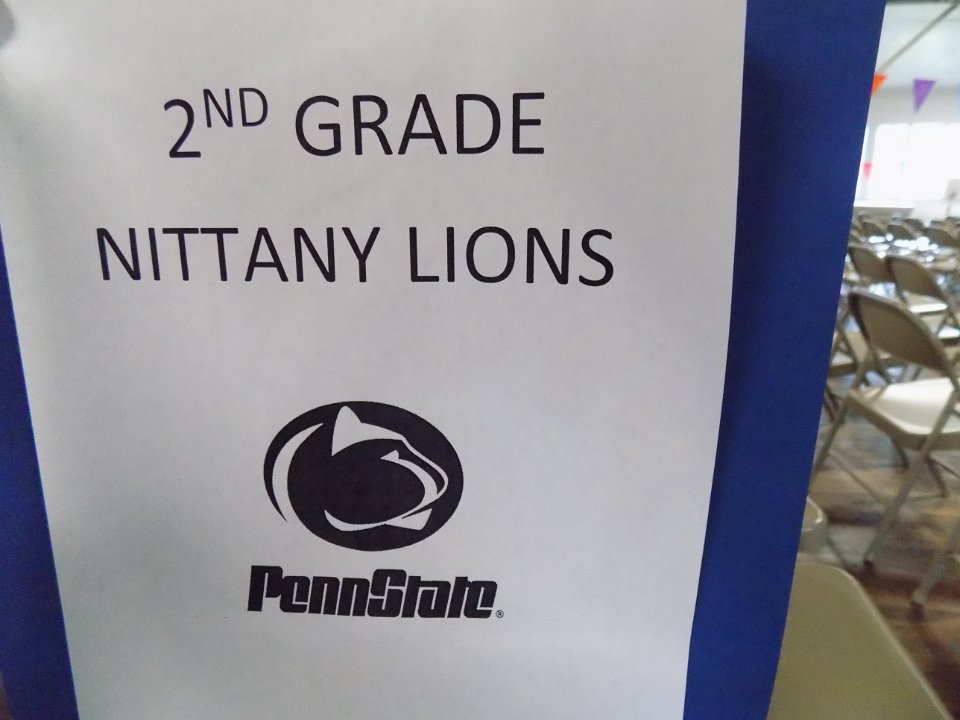 2ND GRADE
NITTANY LIONS
PennState®